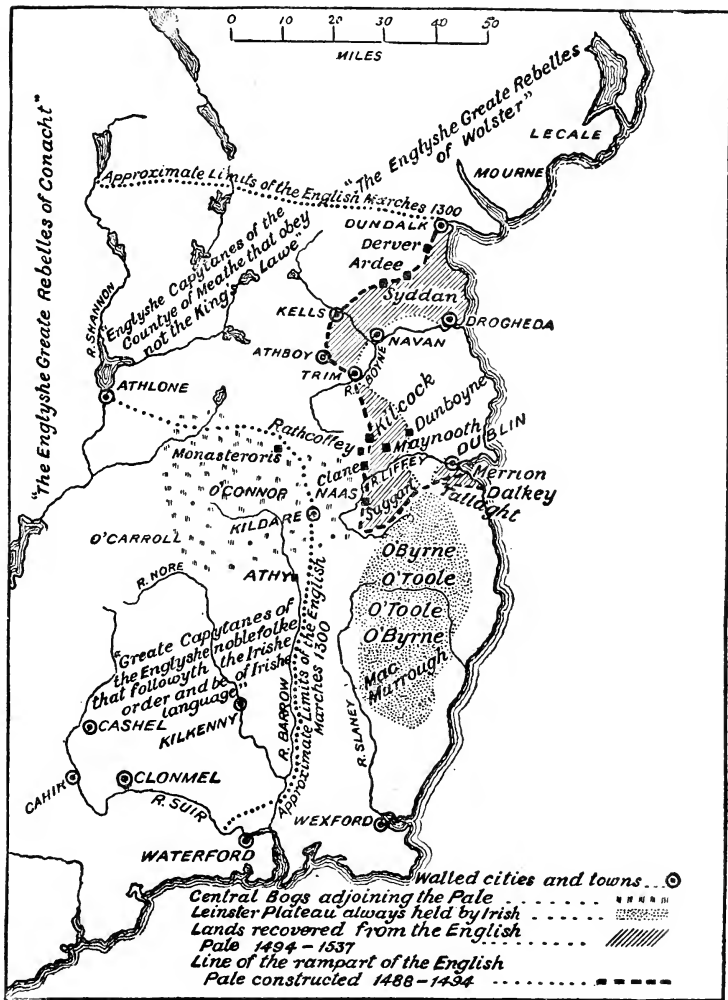 0 10 20 30 40 50
MILES
"The Englyshe Greate Rebelles
of Wolster"
LECALE
MOURNE
"The Englyshe Greate Rebelles of Conacht"
Approximate Limits of the English Marches 1300
DUNDALK
Derver
Ardee
"Englyshe Capytanes of the
Countye of Meathe that obey
not the King's Lawe"
Syddan
R. SHANNON
KELLS
DROGHEDA
NAVAN
ATHBOY
TRIM
R. BOYNE
ATHLONE
Kilcock
Dunboyne
Rathcoffey
Maynooth
DUBLIN
Monasteroris
Clane
R. LIFFEY
Merrion
O'CONNOR
NAAS
Dalkey
Saggart
Tallaght
KILDARE
O'CARROLL
O'Byrne
O'Toole
R. NORE
ATHY
O'Toole
O'Byrne
"Greate Capytanes of
the Englyshe noblefolke
that followyth the Irishe
order and be of Irishe
language"
Mac
Murrough
Approximate Limits of the English
Marches 1300
R. BARROW
R. SLANEY
CASHEL
KILKENNY
CAHIR
CLONMEL
R. SUIR
WEXFORD
WATERFORD
Walled cities and towns
Central Bogs adjoining the Pale
Leinster Plateau always held by Irish
Lands recovered from the English
Pale 1494-1537
Line of the rampart of the English
Pale constructed 1488-1494